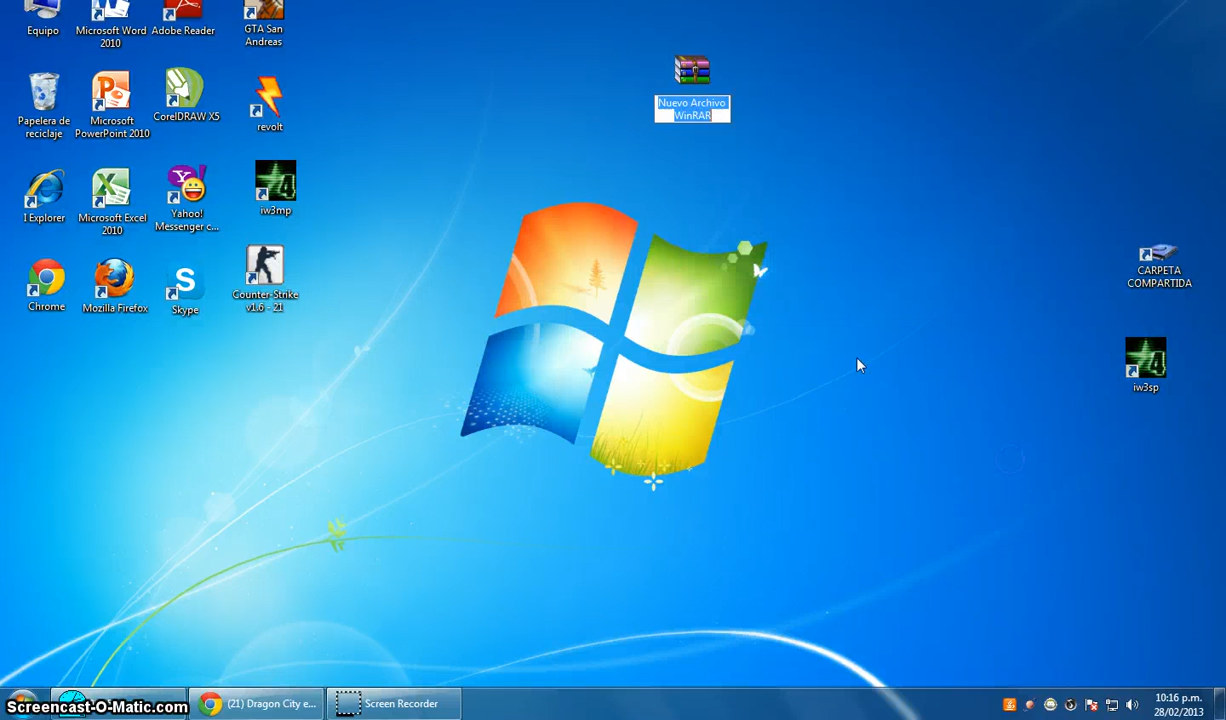 Equipo
Microsoft Word
2010
Adobe Reader
GTA San
Andreas
Nuevo Archivo
WinRAR
Papelera de
reciclaje
Microsoft
PowerPoint 2010
CorelDRAW X5
revolt
I Explorer
Microsoft Excel
2010
Yahoo!
Messenger c...
iw3mp
CARPETA
COMPARTIDA
Chrome
Mozilla Firefox
Skype
Counter-Strike
v1.6 - 21
iw3sp
Screencast-O-Matic.com
(21) Dragon City e...
Screen Recorder
10:16 p.m.
28/02/2013